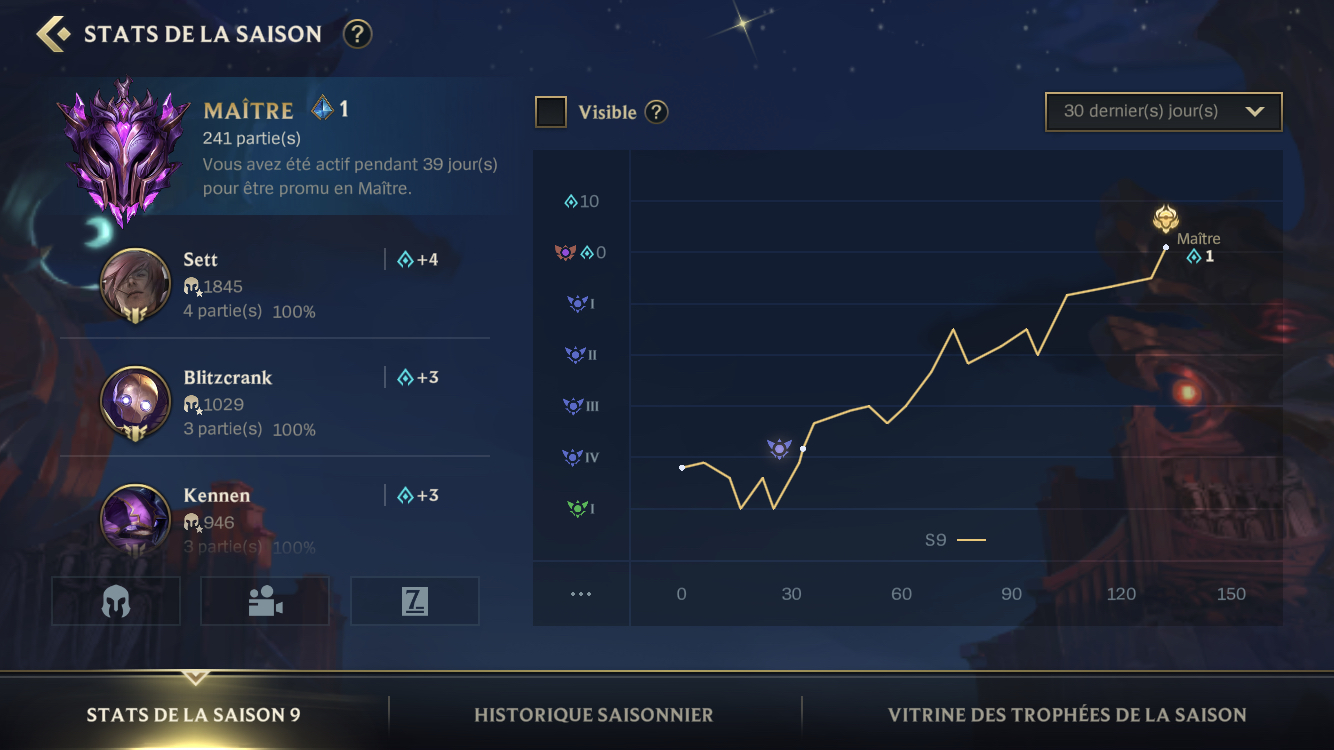 STATS DE LA SAISON ?
MAÎTRE 1
241 partie(s)
Vous avez été actif pendant 39 jour(s)
pour être promu en Maître.
Sett +4
1845
4 partie(s) 100%
Blitzcrank +3
1029
3 partie(s) 100%
Kennen +3
946
3 partie(s) 100%
Visible ?
30 dernier(s) jour(s)
10
0
I
II
III
IV
I
Maître
1
S9
... 0 30 60 90 120 150
STATS DE LA SAISON 9
HISTORIQUE SAISONNIER
VITRINE DES TROPHÉES DE LA SAISON